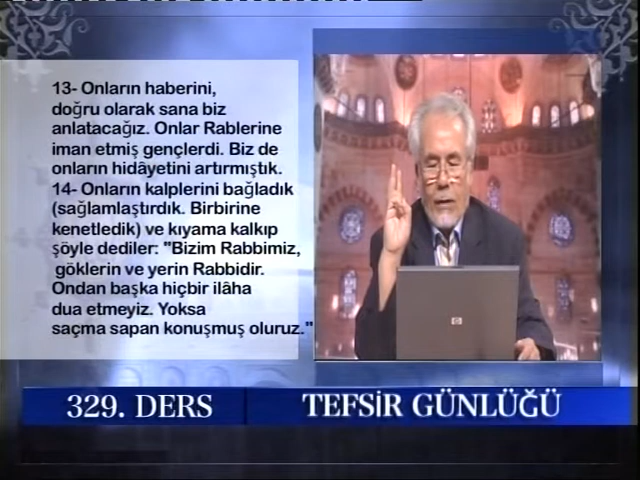 13- Onların haberini,
doğru olarak sana biz
anlatacağız. Onlar Rablerine
iman etmiş gençlerdi. Biz de
onların hidâyetini artırmıştık.
14- Onların kalplerini bağladık
(sağlamlaştırdık. Birbirine
kenetledik) ve kıyama kalkıp
şöyle dediler: "Bizim Rabbimiz,
göklerin ve yerin Rabbidir.
Ondan başka hiçbir ilâha
dua etmeyiz. Yoksa
saçma sapan konuşmuş oluruz."
hp
329. DERS
TEFSİR GÜNLÜĞÜ